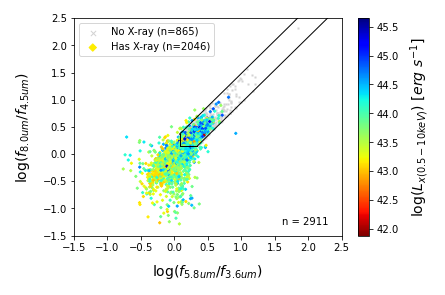 2.5
2.0
1.5
1.0
0.5
0.0
−0.5
−1.0
−1.5
log(f8.0um/f4.5um)
No X-ray (n=865)
Has X-ray (n=2046)
n = 2911
−1.5 −1.0 −0.5 0.0 0.5 1.0 1.5 2.0 2.5
log(f5.8um/f3.6um)
45.5
45.0
44.5
44.0
43.5
43.0
42.5
42.0
log(Lx(0.5−10keV)) [erg s−1]